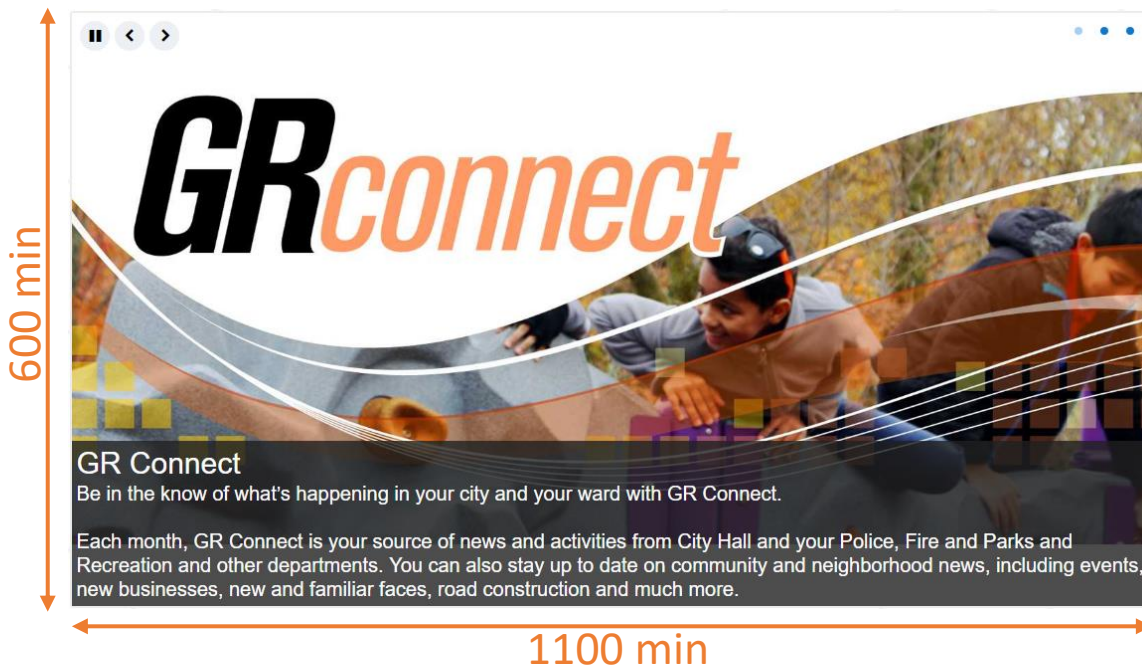 GRconnect
600 min
GR Connect
Be in the know of what's happening in your city and your ward with GR Connect.
Each month, GR Connect is your source of news and activities from City Hall and your Police, Fire and Parks and
Recreation and other departments. You can also stay up to date on community and neighborhood news, including events,
new businesses, new and familiar faces, road construction and much more.
1100 min